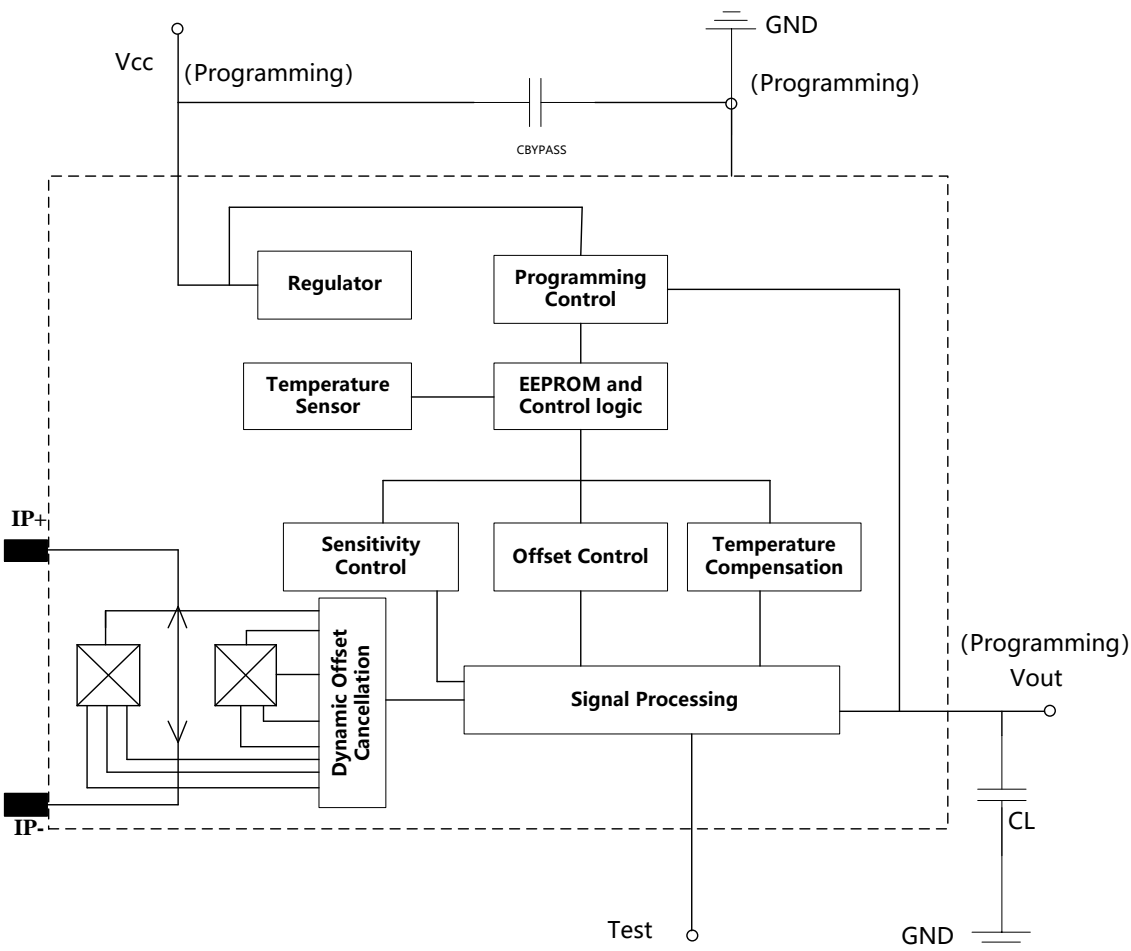 GND
Vcc
(Programming)
(Programming)
CBYPASS
Regulator
Programming
Control
Temperature
Sensor
EEPROM and
Control logic
IP+
Sensitivity
Control
Offset Control
Temperature
Compensation
Dynamic Offset
Cancellation
Signal Processing
(Programming)
Vout
IP-
CL
Test
GND